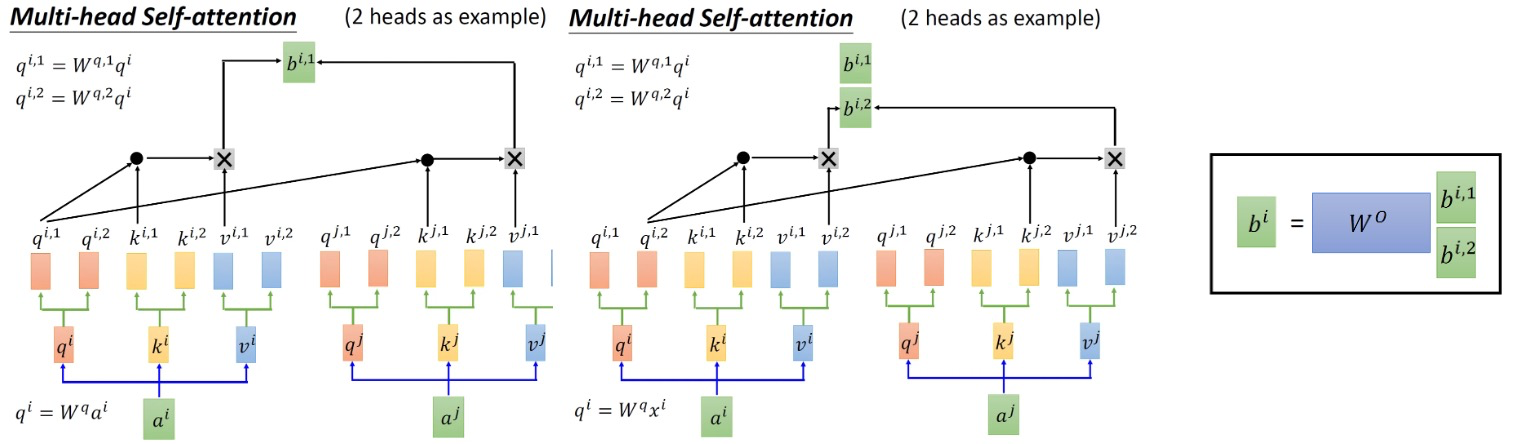 Multi-head Self-attention (2 heads as example)
q^{i,1} = W^{q,1}q^{i}
q^{i,2} = W^{q,2}q^{i}
b^{i,1}
q^{i,1} q^{i,2} k^{i,1} k^{i,2} v^{i,1} v^{i,2} q^{j,1} q^{j,2} k^{j,1} k^{j,2} v^{j,1}
q^{i} k^{i} v^{i} q^{j} k^{j} v^{j}
q^{i} = W^{q}a^{i}
a^{i} a^{j}
Multi-head Self-attention (2 heads as example)
q^{i,1} = W^{q,1}q^{i}
q^{i,2} = W^{q,2}q^{i}
b^{i,1}
b^{i,2}
q^{i,1} q^{i,2} k^{i,1} k^{i,2} v^{i,1} v^{i,2} q^{j,1} q^{j,2} k^{j,1} k^{j,2} v^{j,1} v^{j,2}
q^{i} k^{i} v^{i} q^{j} k^{j} v^{j}
q^{i} = W^{q}x^{i}
a^{i} a^{j}
b^{i} = W^{O} b^{i,1}
b^{i,2}